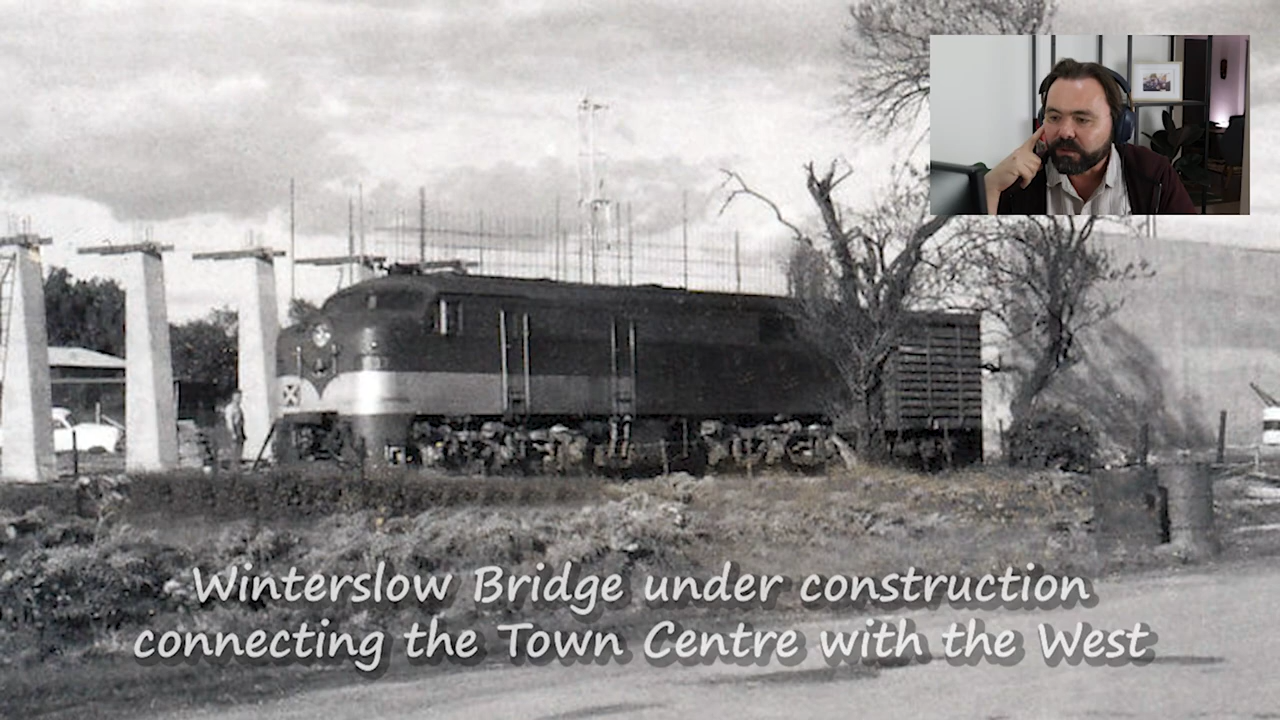 Winterslow Bridge under construction
connecting the Town Centre with the West